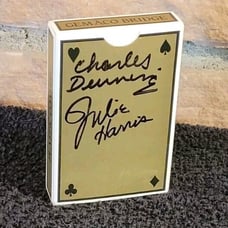 GEMACO BRIDGE
Charles
Durning
Julie
Harris